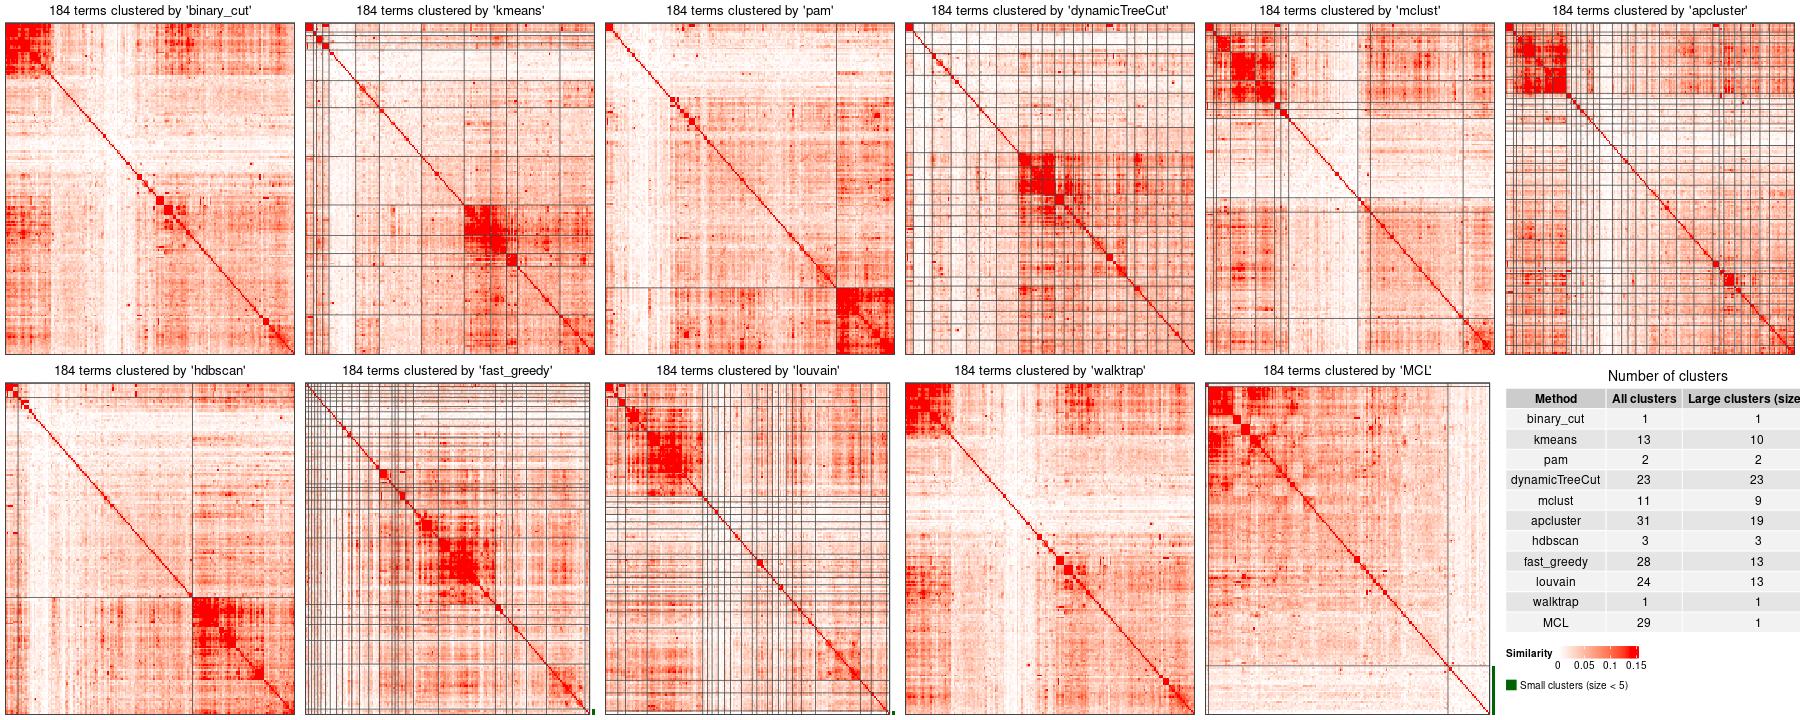 184 terms clustered by 'binary_cut'
184 terms clustered by 'kmeans'
184 terms clustered by 'pam'
184 terms clustered by 'dynamicTreeCut'
184 terms clustered by 'mclust'
184 terms clustered by 'apcluster'
184 terms clustered by 'hdbscan'
184 terms clustered by 'fast_greedy'
184 terms clustered by 'louvain'
184 terms clustered by 'walktrap'
184 terms clustered by 'MCL'
Number of clusters
Method All clusters Large clusters (size
binary_cut 1 1
kmeans 13 10
pam 2 2
dynamicTreeCut 23 23
mclust 11 9
apcluster 31 19
hdbscan 3 3
fast_greedy 28 13
louvain 24 13
walktrap 1 1
MCL 29 1
Similarity
0 0.05 0.1 0.15
Small clusters (size < 5)